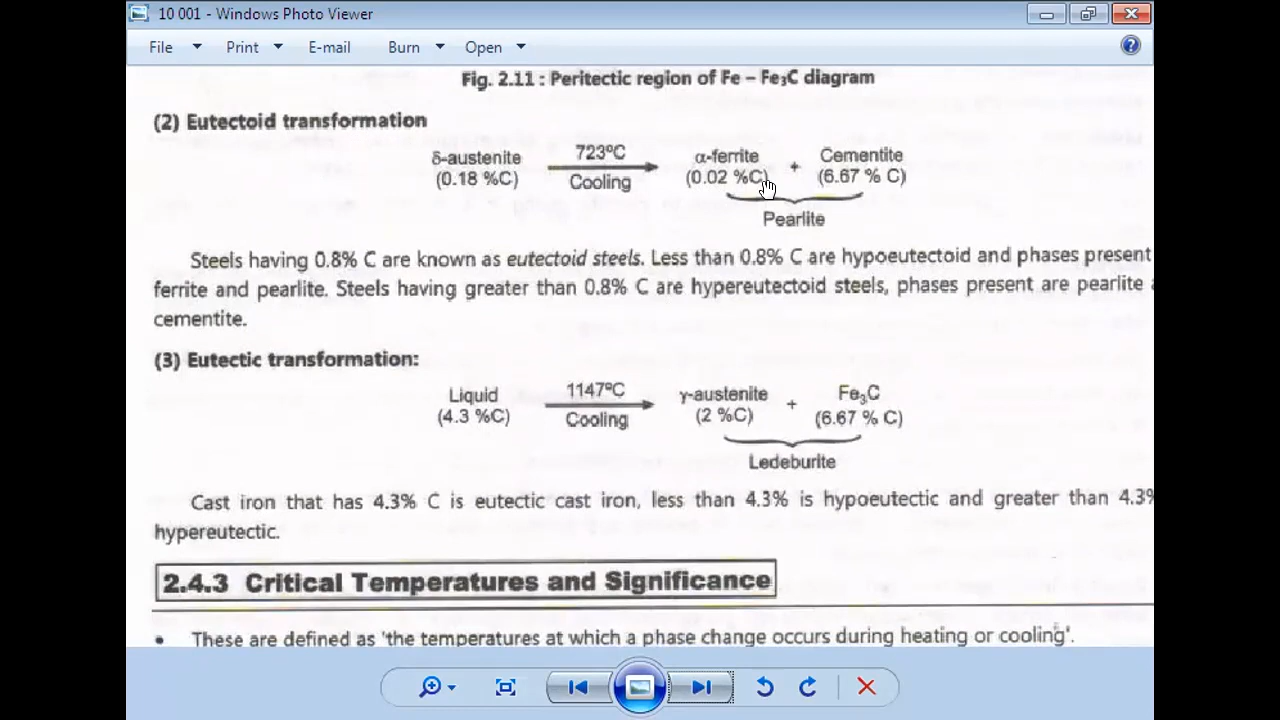 10 001 - Windows Photo Viewer
File Print E-mail Burn Open
Fig. 2.11 : Peritectic region of Fe – Fe₃C diagram
(2) Eutectoid transformation
δ-austenite 723ºC α-ferrite + Cementite
(0.18 %C) Cooling (0.02 %C) (6.67 % C)
Pearlite
Steels having 0.8% C are known as eutectoid steels. Less than 0.8% C are hypoeutectoid and phases present
ferrite and pearlite. Steels having greater than 0.8% C are hypereutectoid steels, phases present are pearlite a
cementite.
(3) Eutectic transformation:
Liquid 1147ºC γ-austenite + Fe₃C
(4.3 %C) Cooling (2 %C) (6.67 % C)
Ledeburite
Cast iron that has 4.3% C is eutectic cast iron, less than 4.3% is hypoeutectic and greater than 4.3%
hypereutectic.
2.4.3 Critical Temperatures and Significance
• These are defined as 'the temperatures at which a phase change occurs during heating or cooling'.